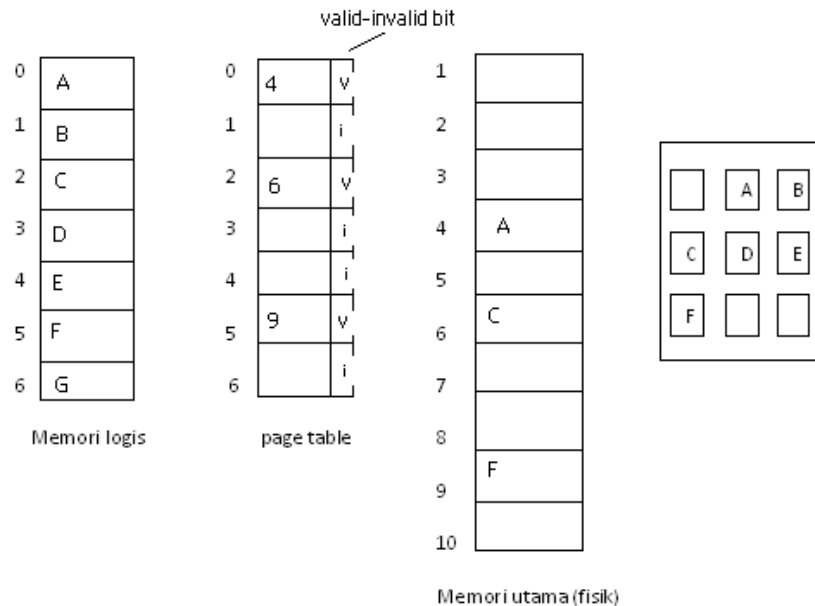 valid-invalid bit
0 A
1 B
2 C
3 D
4 E
5 F
6 G
Memori logis
0 4 v
1 i
2 6 v
3 i
4 i
5 9 v
6 i
page table
1
2
3
4 A
5
6 C
7
8
9 F
10
Memori utama (fisik)
A B
C D E
F